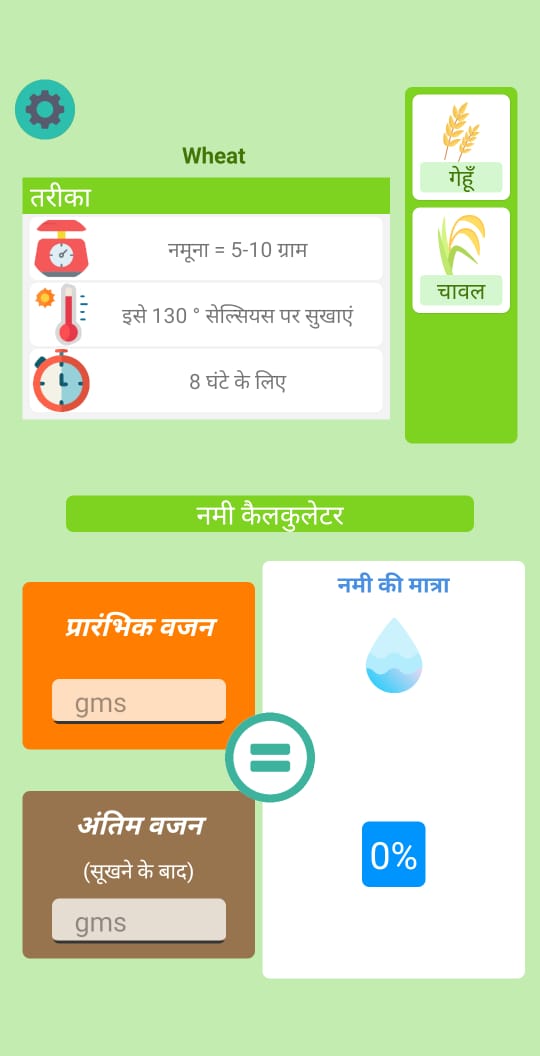 Wheat
तरीका
नमूना = 5-10 ग्राम
इसे 130 ° सेल्सियस पर सुखाएं
8 घंटे के लिए
गेहूँ
चावल
नमी कैलकुलेटर
प्रारंभिक वजन
gms
अंतिम वजन
(सूखने के बाद)
gms
नमी की मात्रा
0%